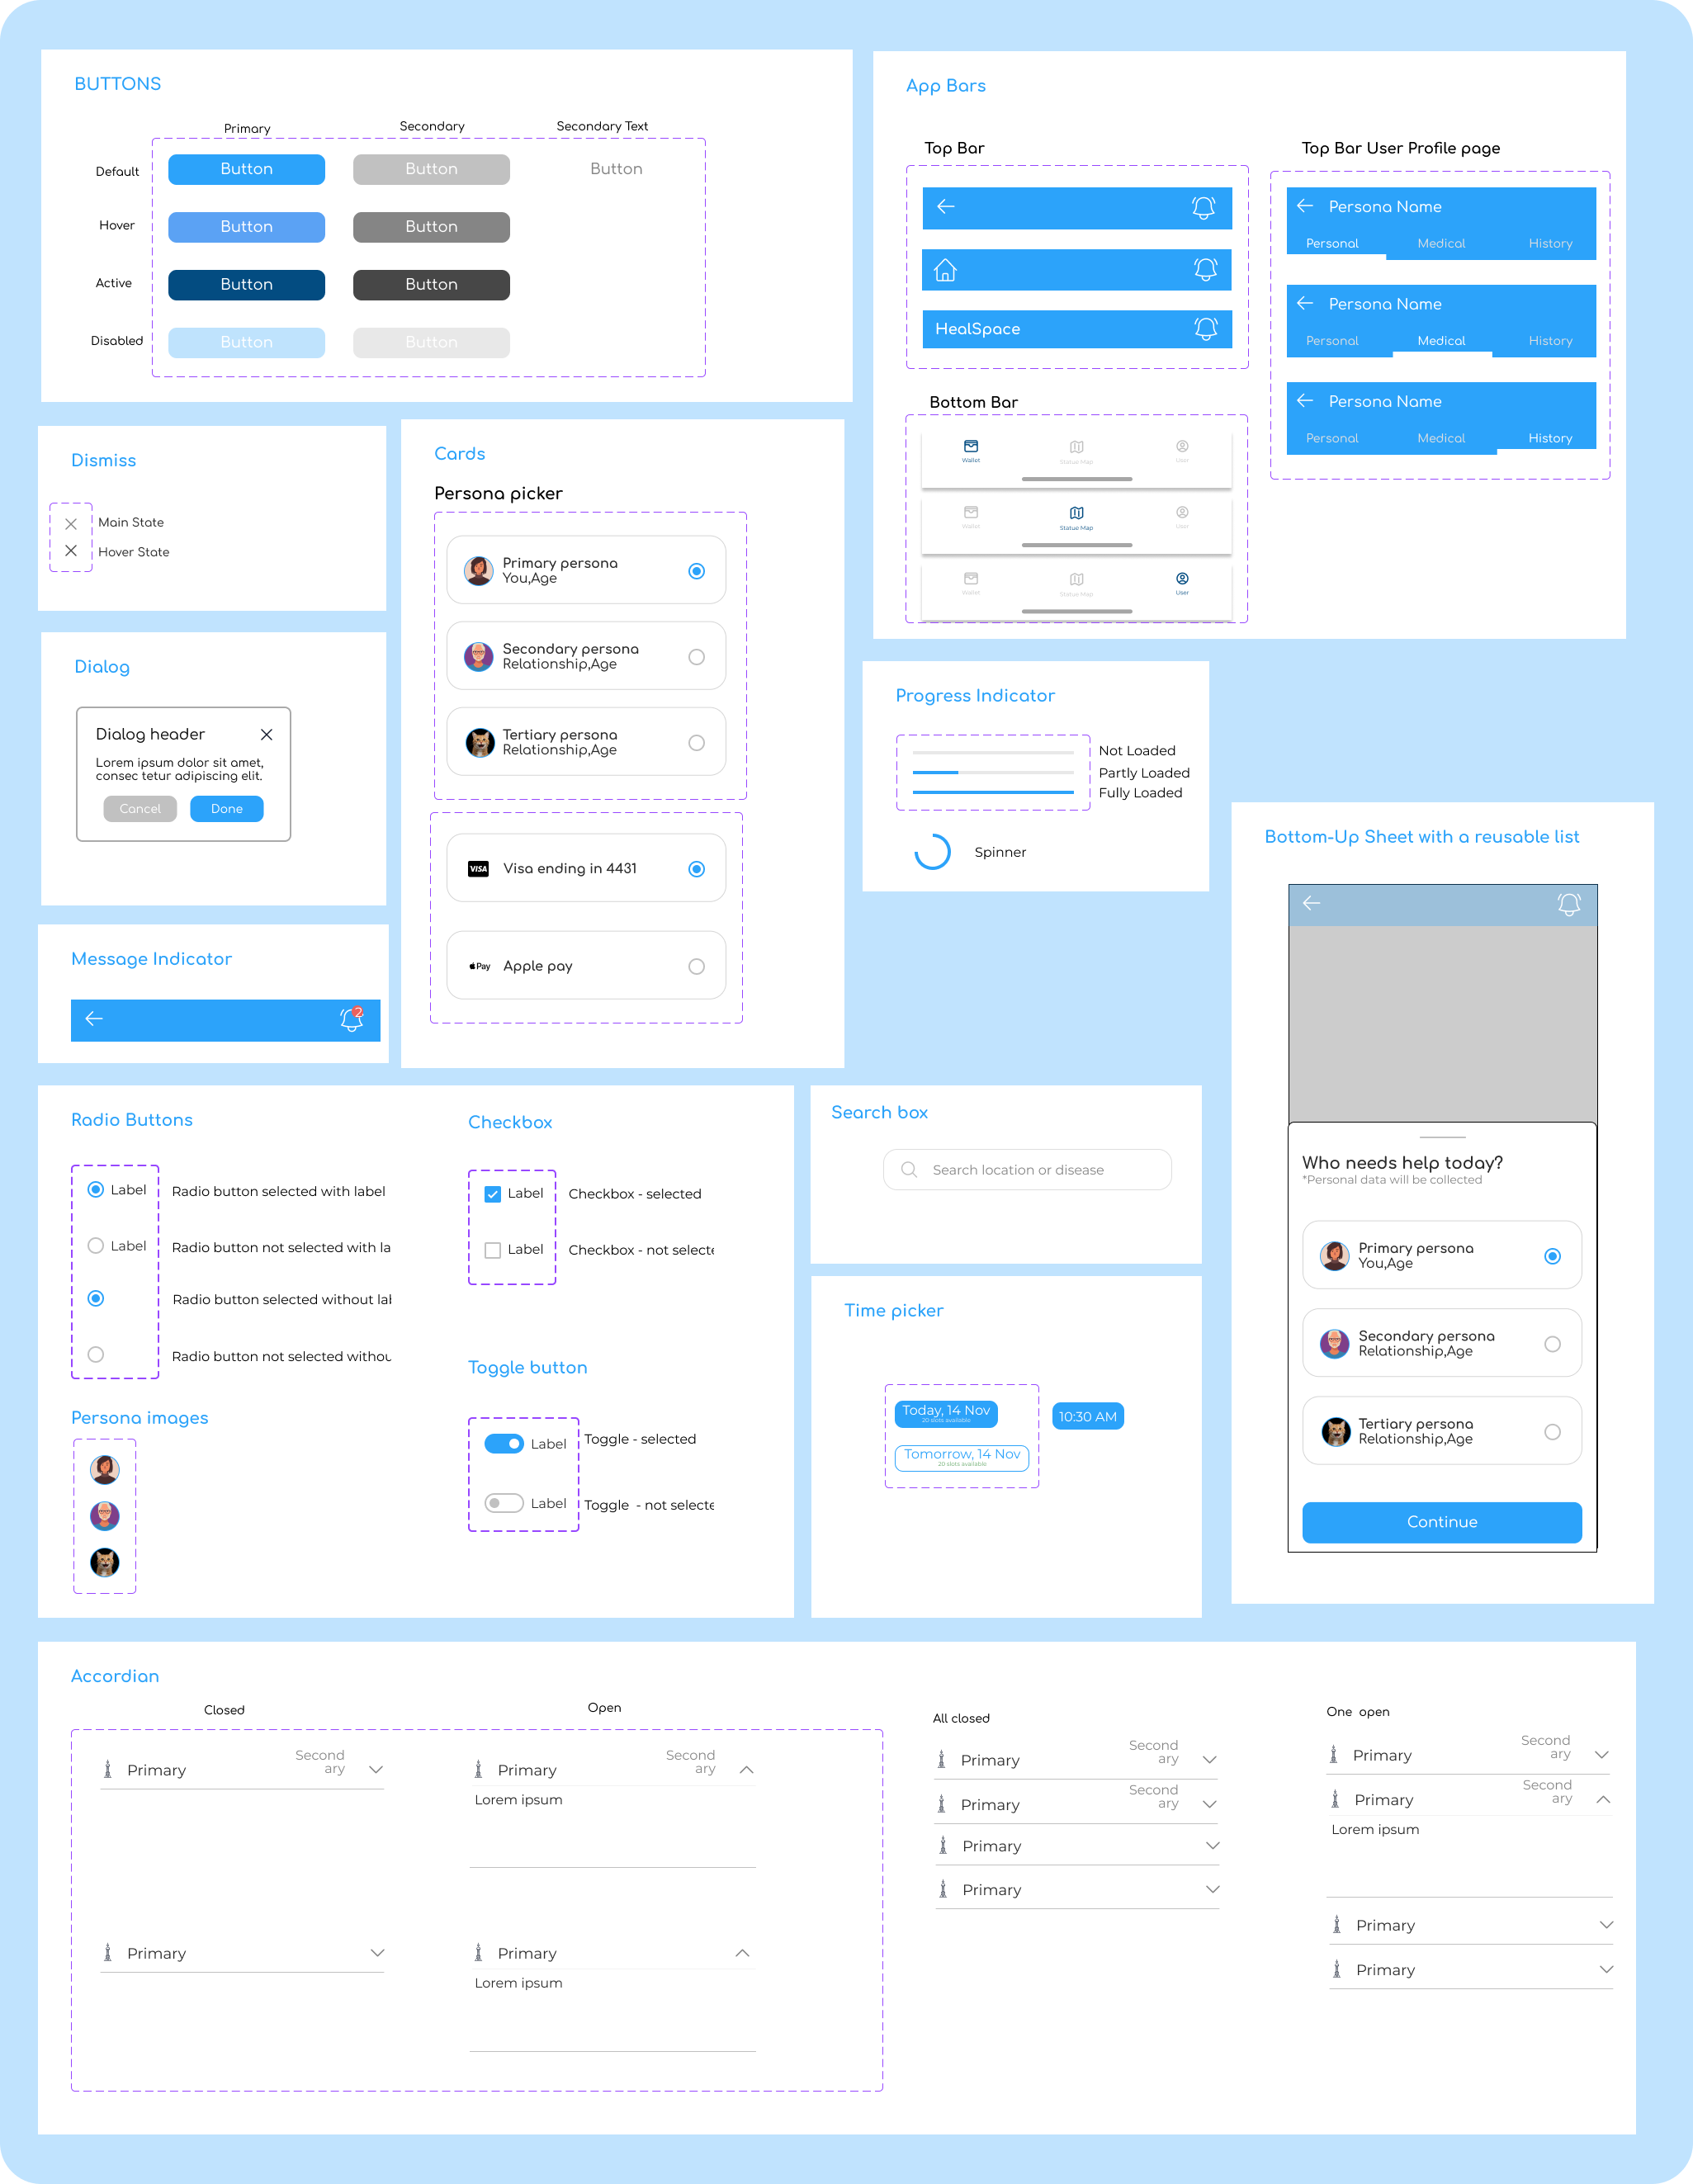 BUTTONS
Primary
Secondary
Secondary Text
Default
Button
Button
Button
Hover
Button
Button
Active
Button
Button
Disabled
Button
Button
App Bars
Top Bar
HealSpace
Top Bar User Profile page
Persona Name
Personal
Medical
History
Persona Name
Personal
Medical
History
Persona Name
Personal
Medical
History
Bottom Bar
Wallet
Statue Map
User
Wallet
Statue Map
User
Wallet
Statue Map
User
Dismiss
Main State
Hover State
Cards
Persona picker
Primary persona
You,Age
Secondary persona
Relationship,Age
Tertiary persona
Relationship,Age
VISA
Visa ending in 4431
Pay
Apple pay
Dialog
Dialog header
Lorem ipsum dolor sit amet,
consec tetur adipiscing elit.
Cancel
Done
Progress Indicator
Not Loaded
Partly Loaded
Fully Loaded
Spinner
Message Indicator
2
Bottom-Up Sheet with a reusable list
Who needs help today?
*Personal data will be collected
Primary persona
You,Age
Secondary persona
Relationship,Age
Tertiary persona
Relationship,Age
Continue
Radio Buttons
Label
Radio button selected with label
Label
Radio button not selected with la
Radio button selected without lab
Radio button not selected withou
Persona images
Checkbox
Label
Checkbox - selected
Label
Checkbox - not selecte
Toggle button
Label
Toggle - selected
Label
Toggle - not selecte
Search box
Search location or disease
Time picker
Today, 14 Nov
20 slots available
10:30 AM
Tomorrow, 14 Nov
20 slots available
Accordian
Closed
Primary
Second
ary
Primary
Open
Primary
Second
ary
Lorem ipsum
Primary
Lorem ipsum
All closed
Primary
Second
ary
Primary
Second
ary
Primary
Primary
One open
Primary
Second
ary
Primary
Second
ary
Lorem ipsum
Primary
Primary